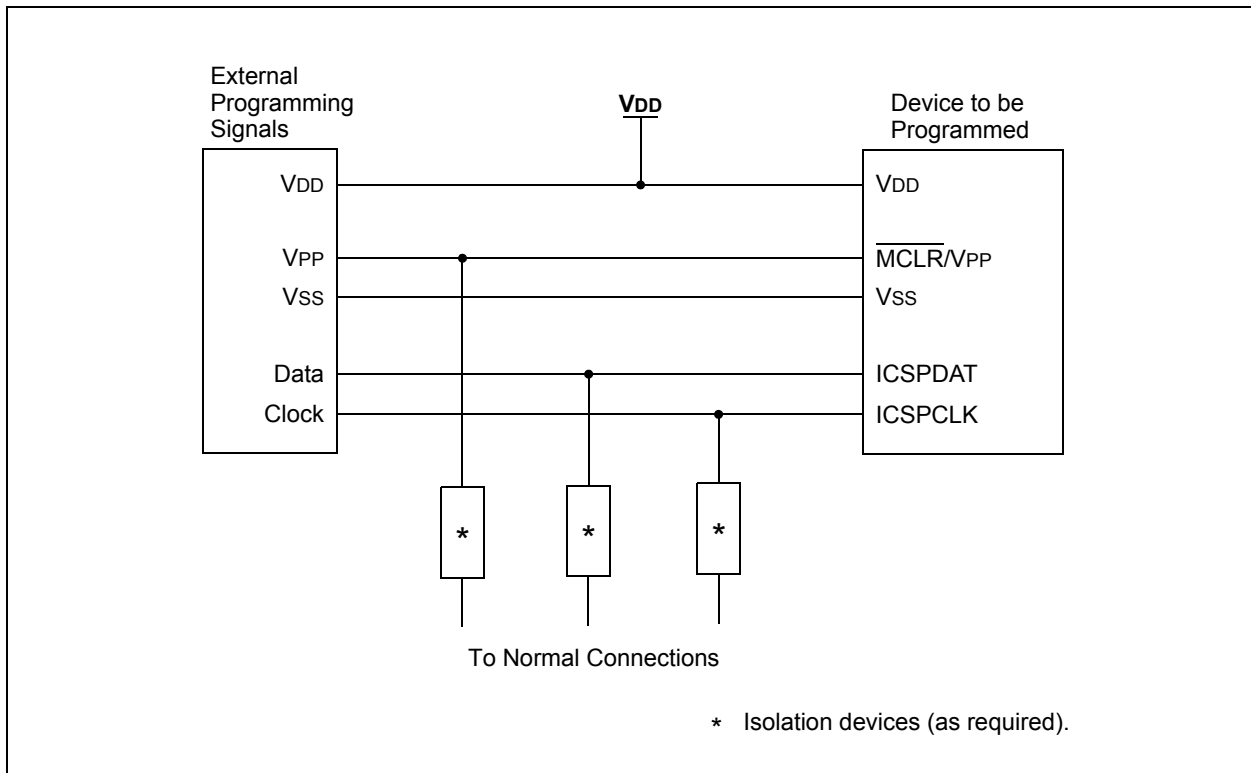 External
Programming
Signals
VDD
Device to be
Programmed
VDD
VPP
VSS
Data
Clock
VDD
MCLR/VPP
VSS
ICSPDAT
ICSPCLK
*
*
*
To Normal Connections
* Isolation devices (as required).